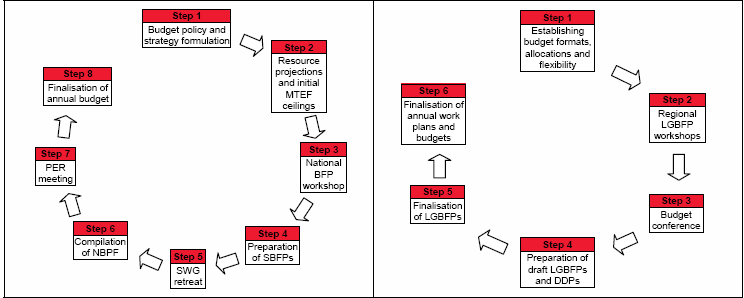 Step 1
Budget policy and
strategy formulation
Step 2
Resource
projections
and initial
MTEF
ceilings
Step 3
National
BFP
workshop
Step 4
Preparation
of SBFPs
Step 5
SWG
retreat
Step 6
Compilation
of NBPF
Step 7
PER
meeting
Step 8
Finalisation of
annual budget
Step 1
Establishing
budget formats,
allocations and
flexibility
Step 2
Regional
LGBFP
workshops
Step 3
Budget
conference
Step 4
Preparation of
draft LGBFPs
and DDPs
Step 5
Finalisation
of LGBFPs
Step 6
Finalisation of
annual work
plans and
budgets